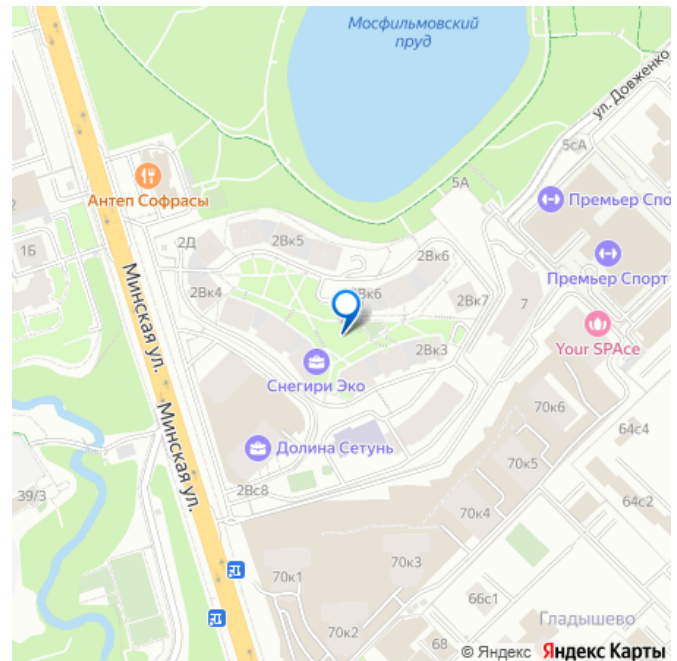 Мосфильмовский
пруд
ул. Довженко
5сА
Антеп Софрасы
5А
Премьер Спо
2
1Б
2Д
2Вк5
2Вк6
Премьер Спорт
Минская ул.
2Вк4
2Вк6
2Вк7
7
Your SPAce
2Вк3
Снегири Эко
70к6
64с4
Минская ул.
Долина Сетунь
70к5
39/3
2Вс8
64с2
70к4
70к1
70к3
66с1
Гладышево
70к2
68
© Яндекс Яндекс Карты